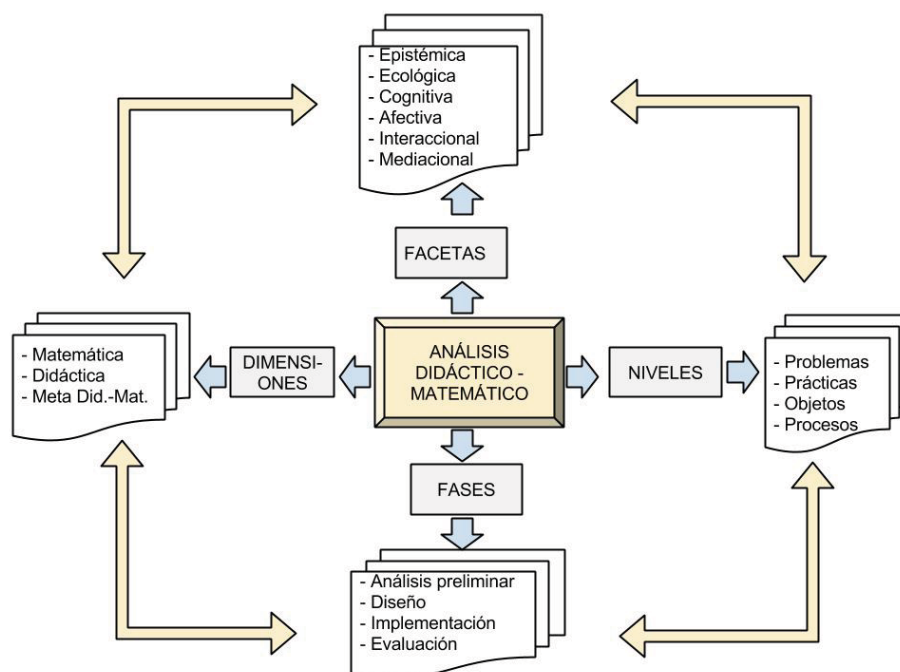 - Epistémica
- Ecológica
- Cognitiva
- Afectiva
- Interaccional
- Mediacional
FACETAS
- Matemática
- Didáctica
- Meta Did.-Mat.
DIMENSI-
ONES
ANÁLISIS
DIDÁCTICO -
MATEMÁTICO
NIVELES
- Problemas
- Prácticas
- Objetos
- Procesos
FASES
- Análisis preliminar
- Diseño
- Implementación
- Evaluación